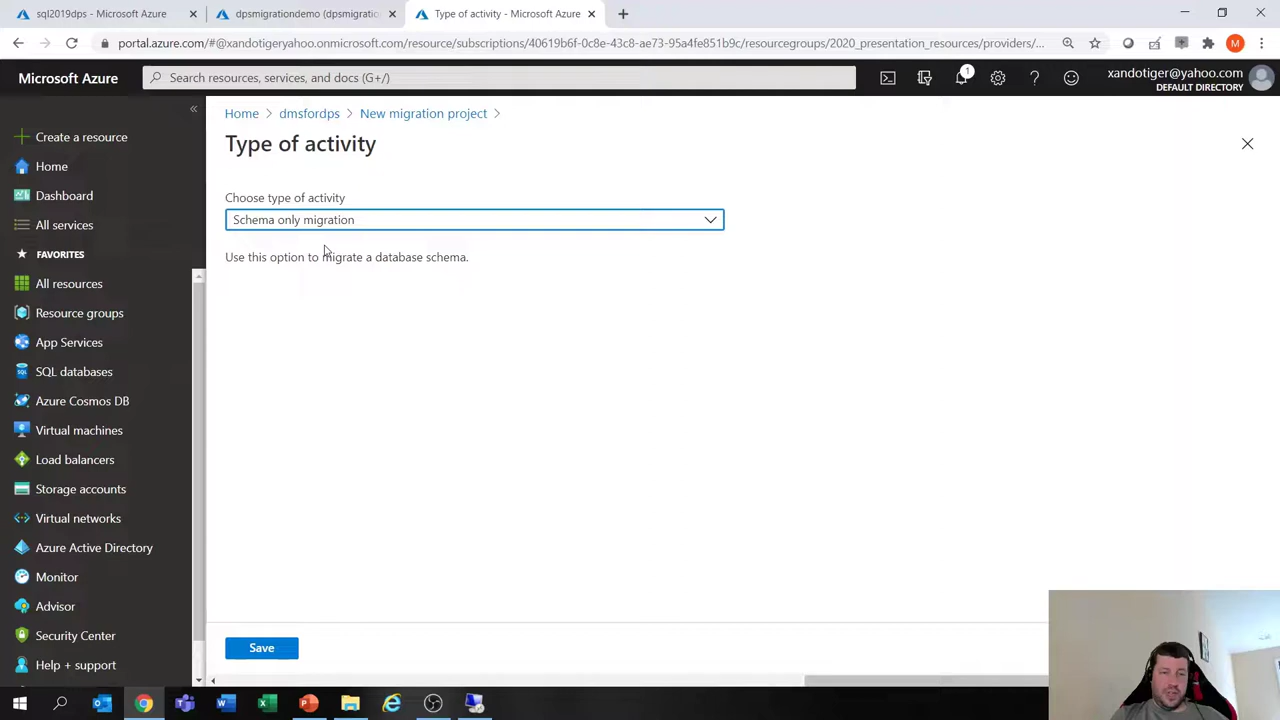 sql2019dps - Microsoft Azure
dpsmigrationdemo (dpsmigration
Type of activity - Microsoft Azure
portal.azure.com/#@xandotigeryahoo.onmicrosoft.com/resource/subscriptions/40619b6f-0c8e-43c8-ae73-95a4fe851b9c/resourcegroups/2020_presentation_resources/providers/...
Microsoft Azure
Search resources, services, and docs (G+/)
1
xandotiger@yahoo.com
DEFAULT DIRECTORY
Home > dmsfordps > New migration project >
Type of activity
Choose type of activity
Schema only migration
Use this option to migrate a database schema.
Save
Create a resource
Home
Dashboard
All services
FAVORITES
All resources
Resource groups
App Services
SQL databases
Azure Cosmos DB
Virtual machines
Load balancers
Storage accounts
Virtual networks
Azure Active Directory
Monitor
Advisor
Security Center
Help + support